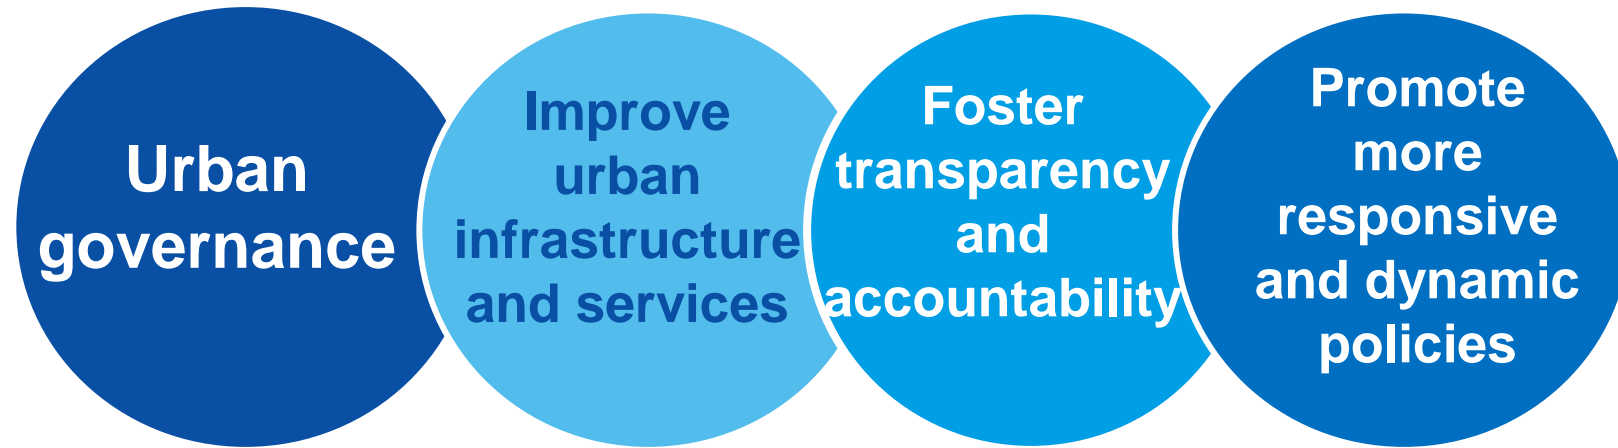 Urban
governance
Improve
urban
infrastructure
and services
Foster
transparency
and
accountability
Promote
more
responsive
and dynamic
policies